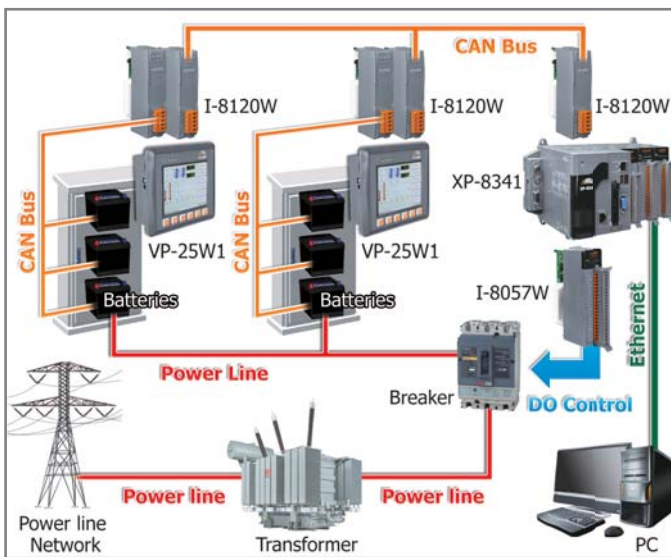 CAN Bus
I-8120W
I-8120W
I-8120W
XP-8341
CAN Bus
CAN Bus
VP-25W1
VP-25W1
I-8057W
Batteries
Batteries
Ethernet
Power Line
Breaker
DO Control
Power line
Power line
Power line
Network
Transformer
PC